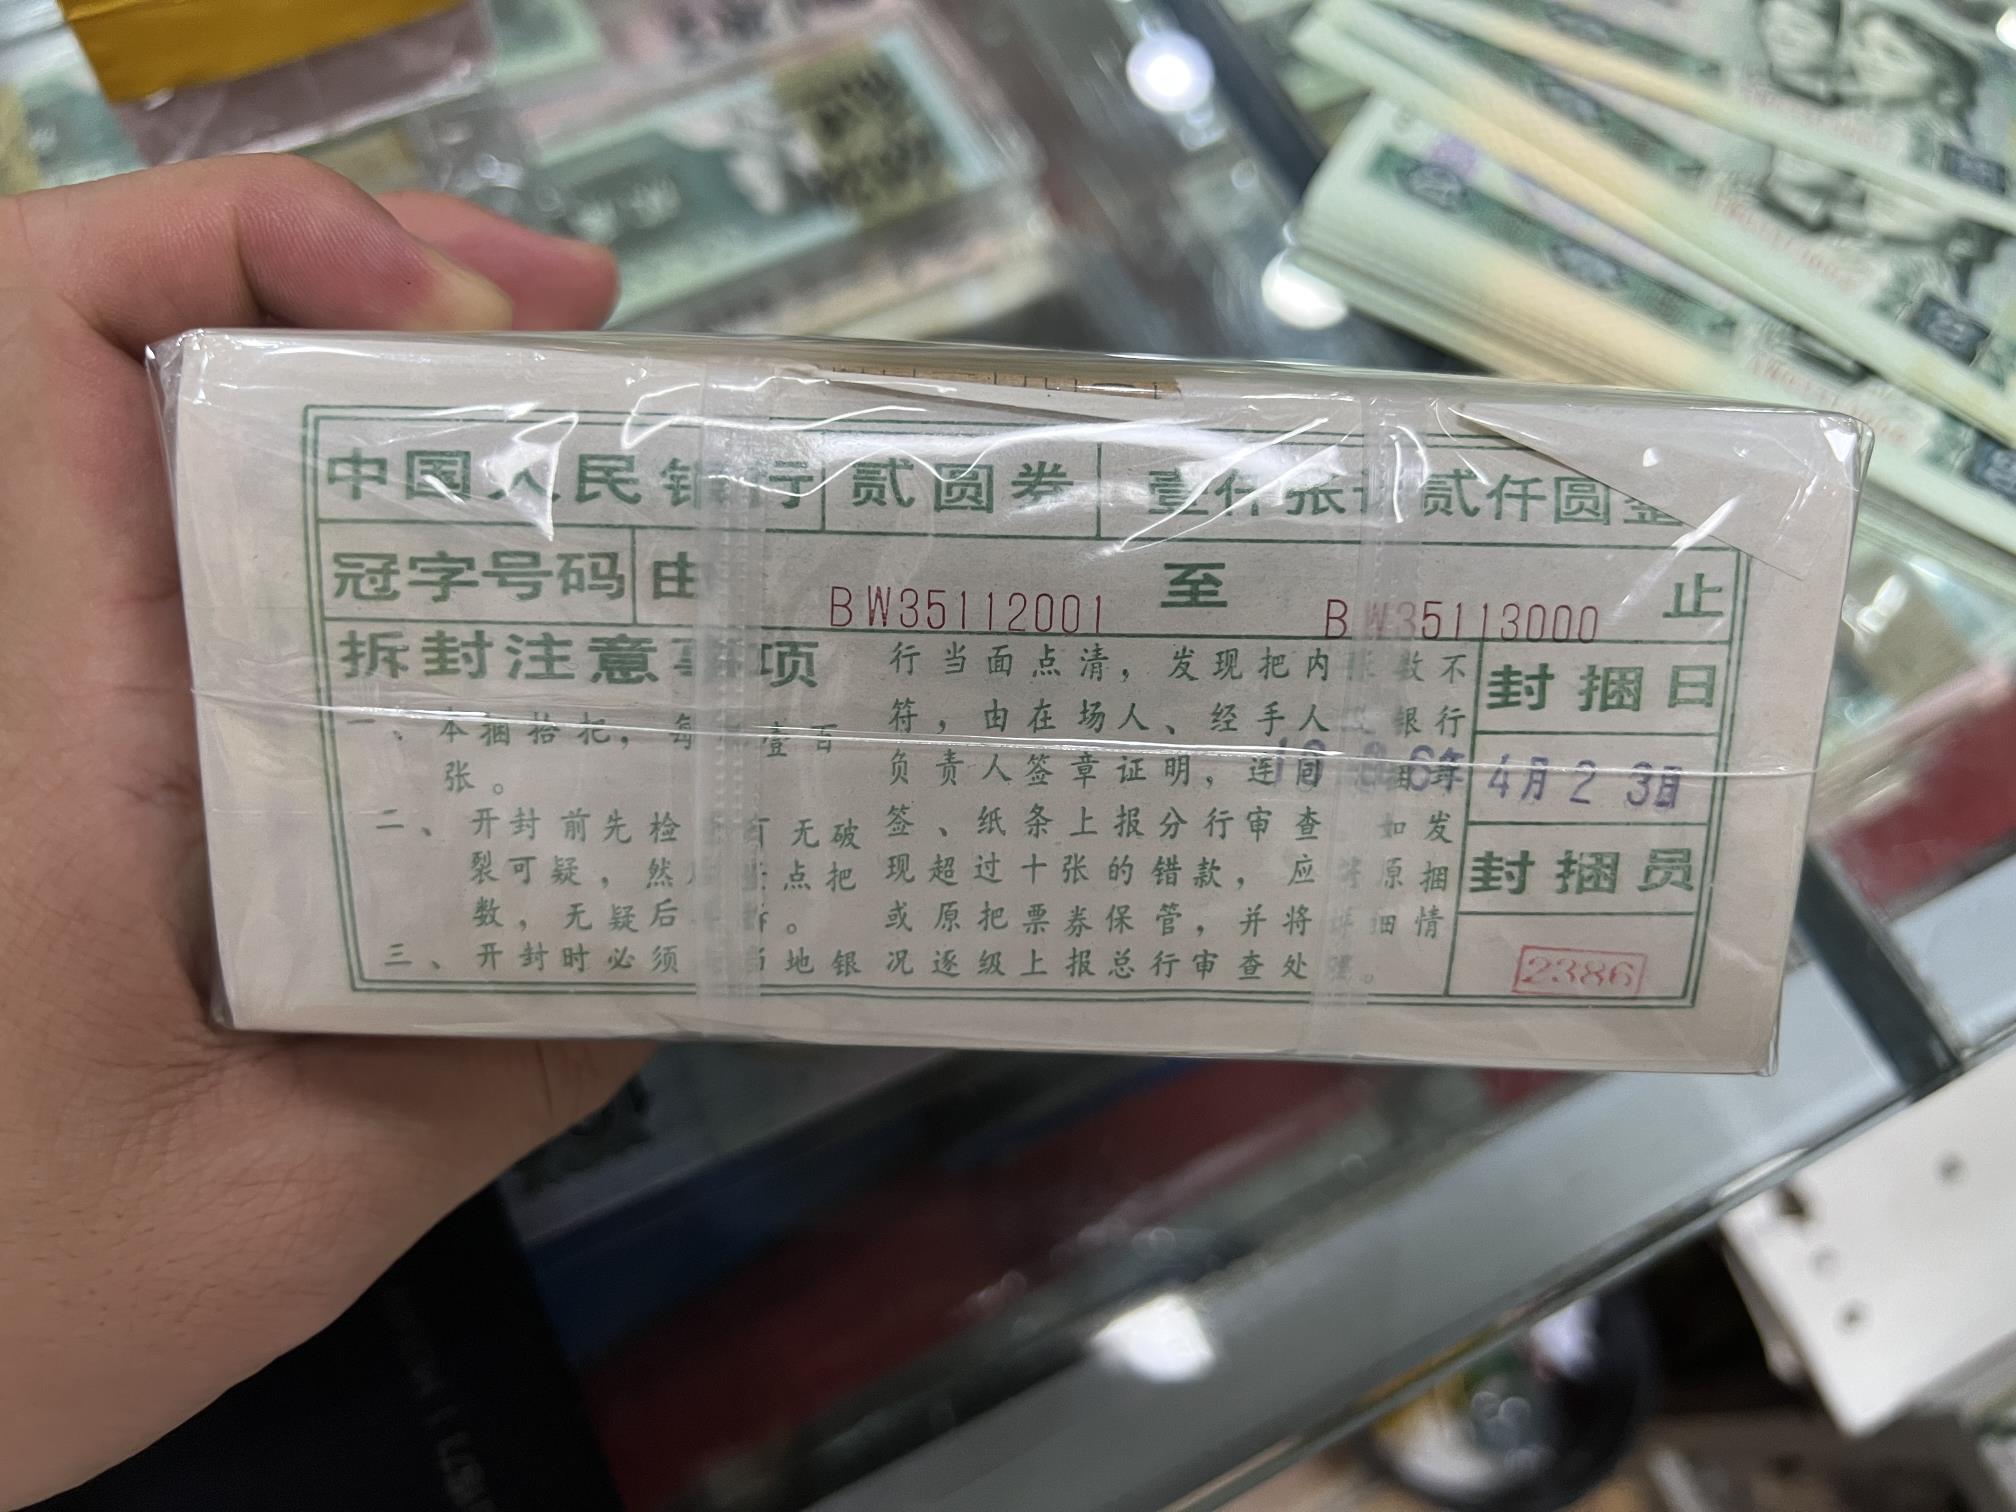 中国人民银行 贰圆券 壹仟张计贰仟圆整
冠字号码 由 BW35112001 至 BW35113000 止
拆封注意事项
一、本捆拾把，每 壹百
张。
二、开封前先检 有无破
裂可疑，然 点把
数，无疑后 拆。
三、开封时必须 当地银
行当面点清，发现把内张数不
符，由在场人、经手人 银行
负责人签章证明，连同
签、纸条上报分行审查 如发
现超过十张的错款，应将原捆
或原把票券保管，并将详细情
况逐级上报总行审查处理。
封捆日
6年 4月23日
封捆员
2386